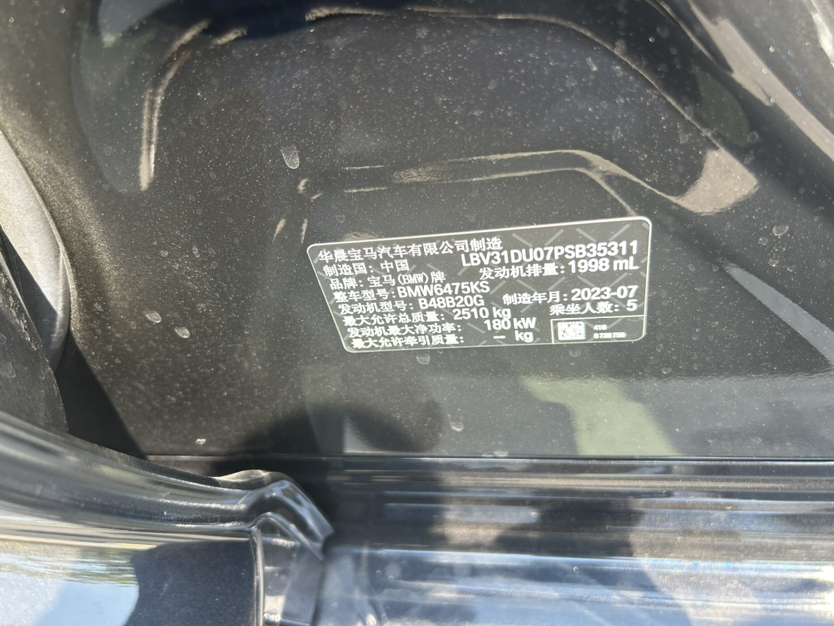 华晨宝马汽车有限公司制造
制造国：中国 LBV31DU07PSB35311
品牌：宝马(BMW)牌 发动机排量：1998 mL
整车型号：BMW6475KS
发动机型号：B48B20G 制造年月：2023-07
最大允许总质量： 2510 kg 乘坐人数：5
发动机最大净功率： 180 kW
最大允许牵引质量： — kg